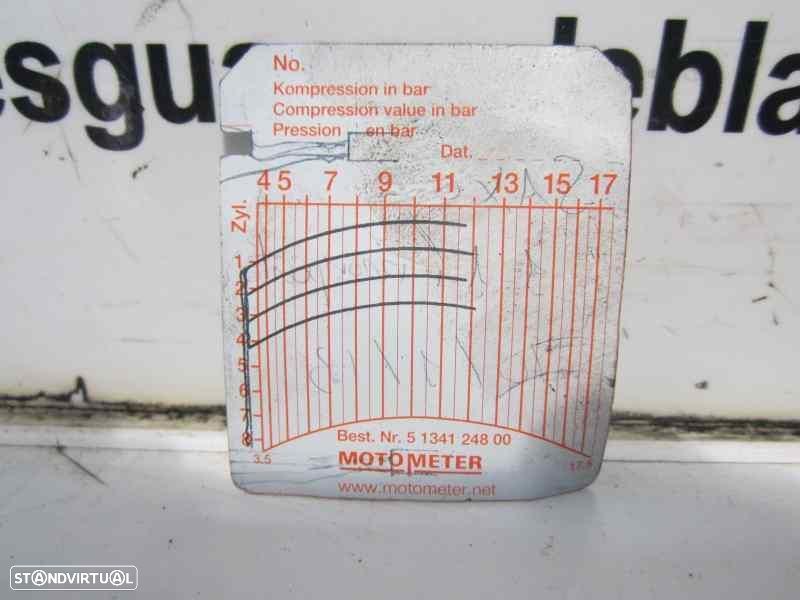 esgua debla
No.
Kompression in bar
Compression value in bar
Pression en bar
Dat.
4 5 7 9 11 13 15 17
Zyl.
1
2
3
4
5
6
7
8
3.5 17.5
Best. Nr. 5 1341 248 00
MOTOMETER
www.motometer.net
STANDVIRTUAL